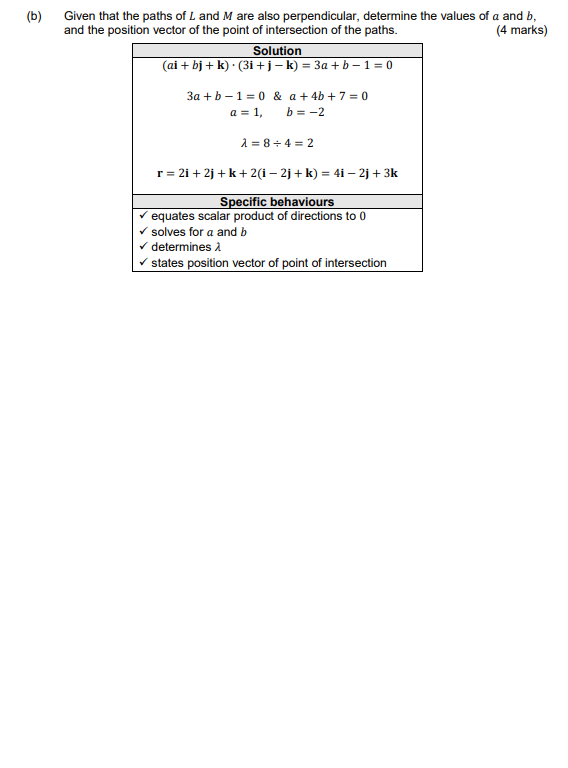 (b) Given that the paths of L and M are also perpendicular, determine the values of a and b,
and the position vector of the point of intersection of the paths. (4 marks)
Solution
(ai + bj + k) · (3i + j − k) = 3a + b − 1 = 0
3a + b − 1 = 0 & a + 4b + 7 = 0
a = 1, b = −2
λ = 8 ÷ 4 = 2
r = 2i + 2j + k + 2(i − 2j + k) = 4i − 2j + 3k
Specific behaviours
✓ equates scalar product of directions to 0
✓ solves for a and b
✓ determines λ
✓ states position vector of point of intersection